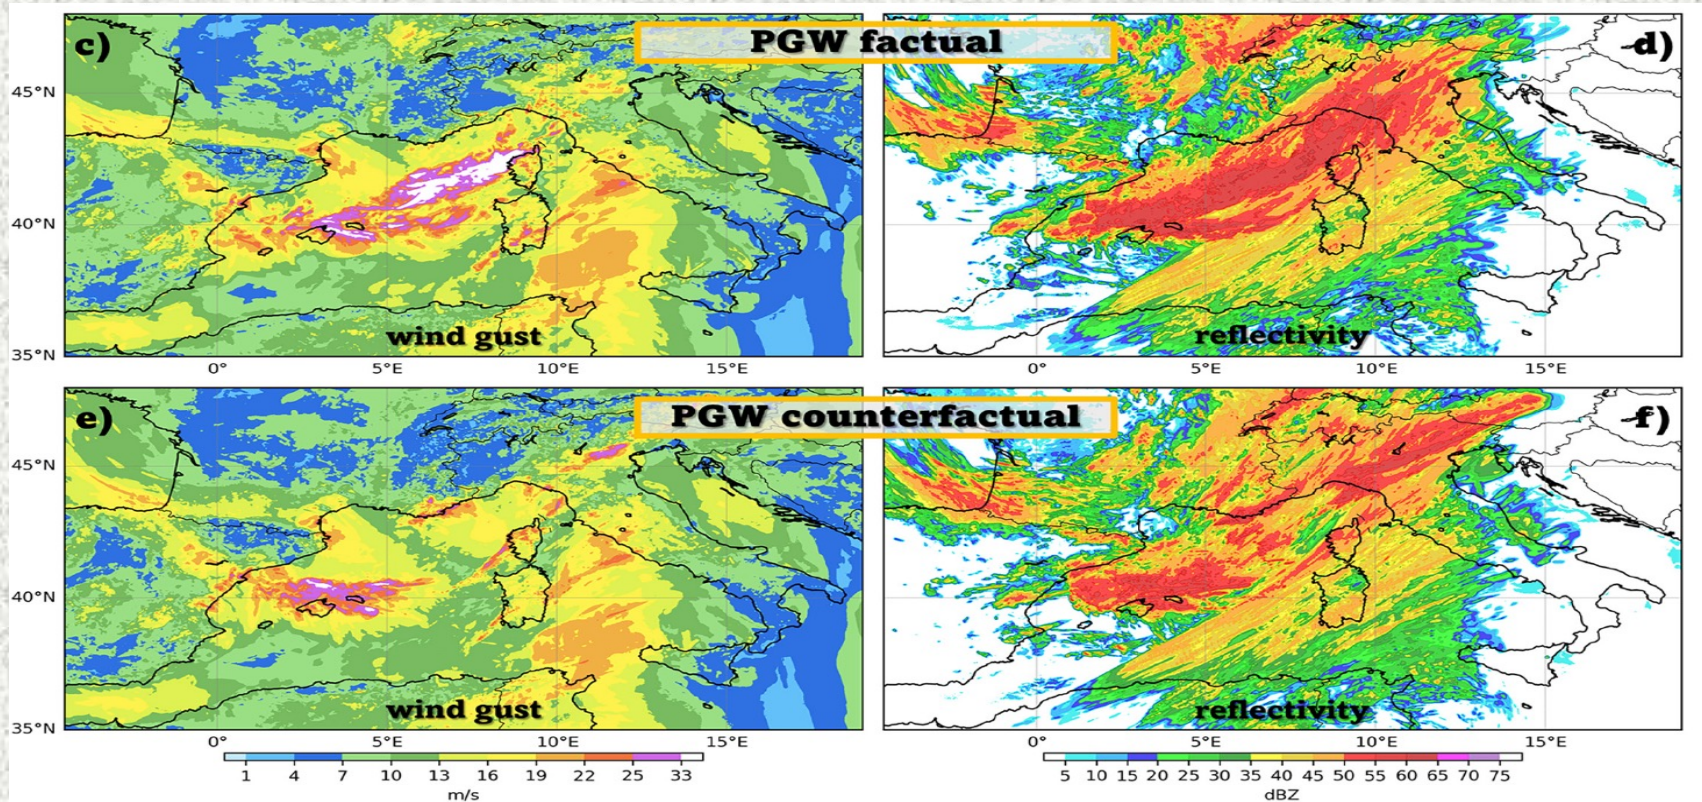 c)
PGW factual
d)
45°N
40°N
35°N
wind gust
reflectivity
0° 5°E 10°E 15°E
0° 5°E 10°E 15°E
e)
PGW counterfactual
f)
45°N
40°N
35°N
wind gust
reflectivity
0° 5°E 10°E 15°E
0° 5°E 10°E 15°E
1 4 7 10 13 16 19 22 25 33
m/s
5 10 15 20 25 30 35 40 45 50 55 60 65 70 75
dBZ